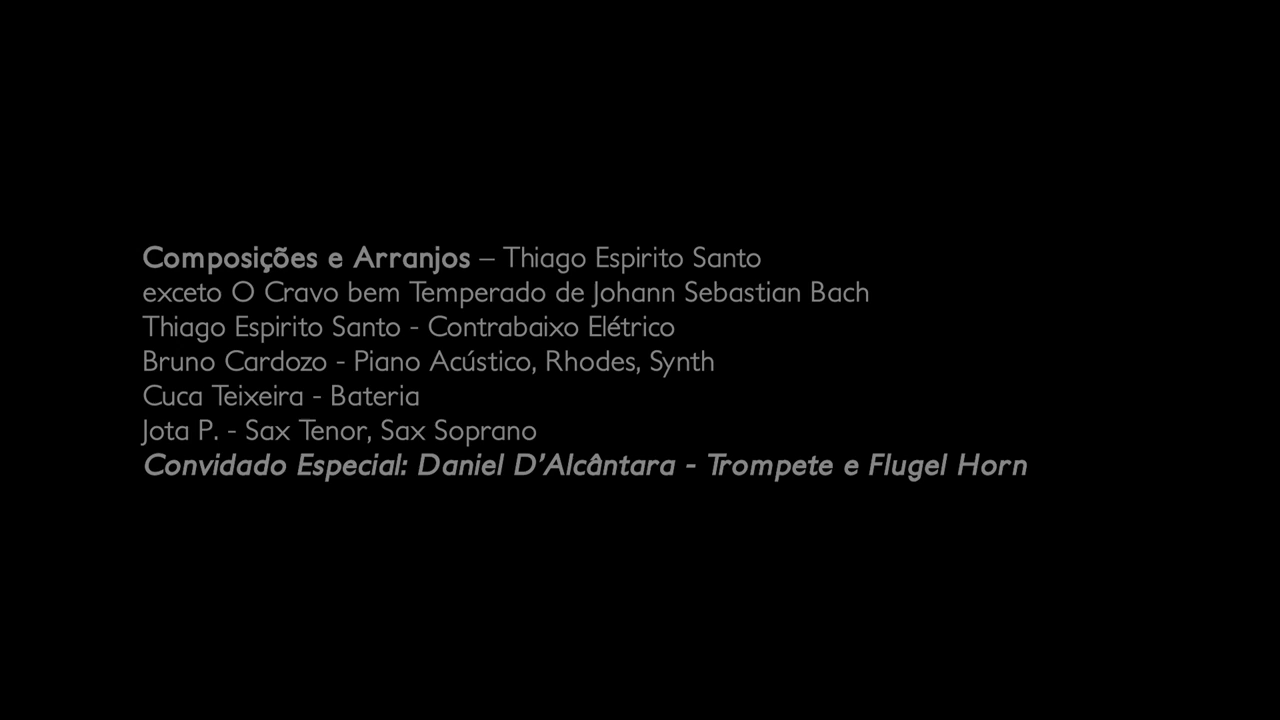 Composições e Arranjos – Thiago Espirito Santo
exceto O Cravo bem Temperado de Johann Sebastian Bach
Thiago Espirito Santo - Contrabaixo Elétrico
Bruno Cardozo - Piano Acústico, Rhodes, Synth
Cuca Teixeira - Bateria
Jota P. - Sax Tenor, Sax Soprano
Convidado Especial: Daniel D’Alcântara - Trompete e Flugel Horn